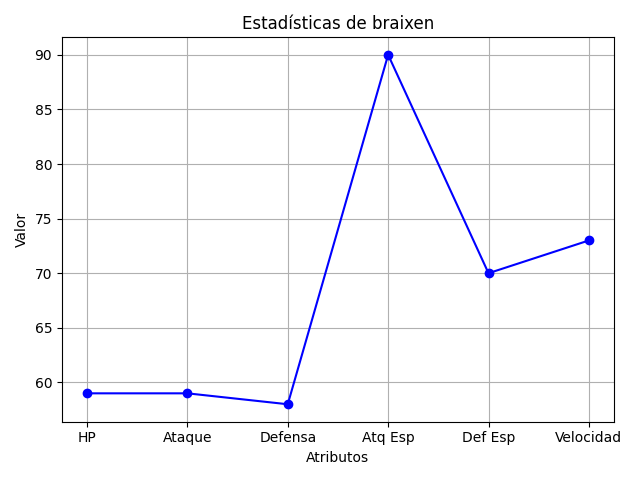 Estadísticas de braixen
Valor
90
85
80
75
70
65
60
HP Ataque Defensa Atq Esp Def Esp Velocidad
Atributos